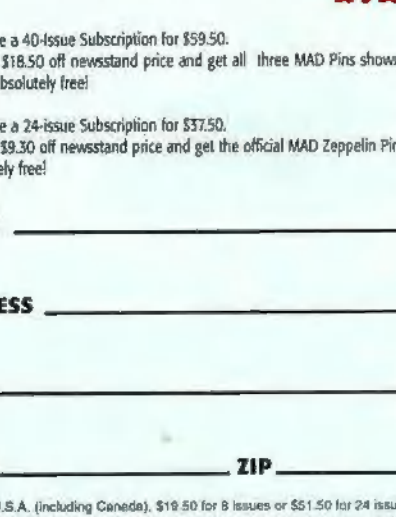 e a 40-Issue Subscription for $59.50.
$18.50 off newsstand price and get all three MAD Pins shown
bsolutely free!
e a 24-issue Subscription for $37.50.
$9.30 off newsstand price and get the official MAD Zeppelin Pin
ely free!
ESS
ZIP
.S.A. (including Canada), $19.50 for 8 issues or $51.50 for 24 issu